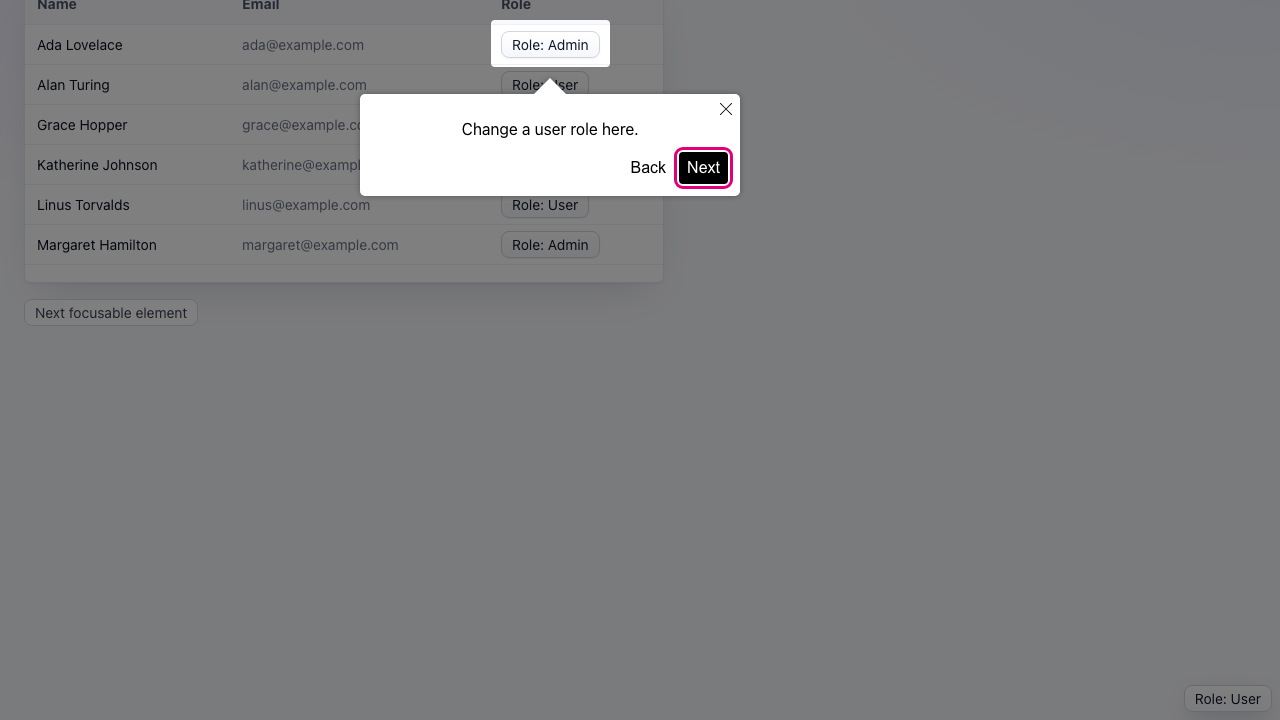 Name Email Role
Ada Lovelace ada@example.com Role: Admin
Alan Turing alan@example.com Role: User
Change a user role here.
Grace Hopper
Katherine Johnson
Back Next
Linus Torvalds linus@example.com Role: User
Margaret Hamilton margaret@example.com Role: Admin
Next focusable element
Role: User